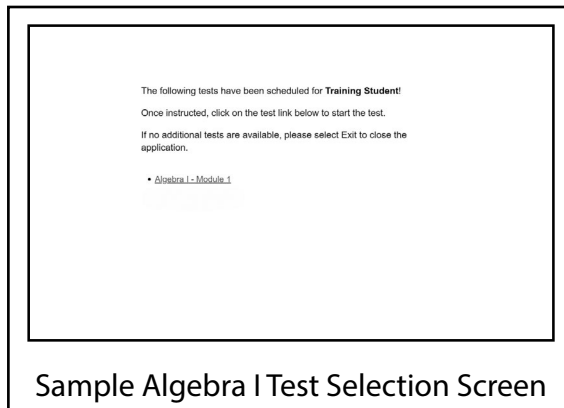 The following tests have been scheduled for Training Student!
Once instructed, click on the test link below to start the test.
If no additional tests are available, please select Exit to close the
application.
• Algebra I - Module 1
Sample Algebra I Test Selection Screen